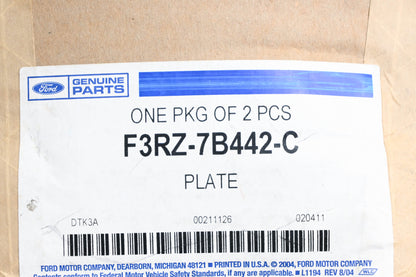 Ford GENUINE PARTS
ONE PKG OF 2 PCS
F3RZ-7B442-C
PLATE
DTK3A 00211126 020411
FORD MOTOR COMPANY, DEARBORN, MICHIGAN 48121 PRINTED IN U.S.A. © 2004, FORD MOTOR COMPANY
Contents conform to Federal Motor Vehicle Safety Standards, if any are applicable. L1194 REV 8/04